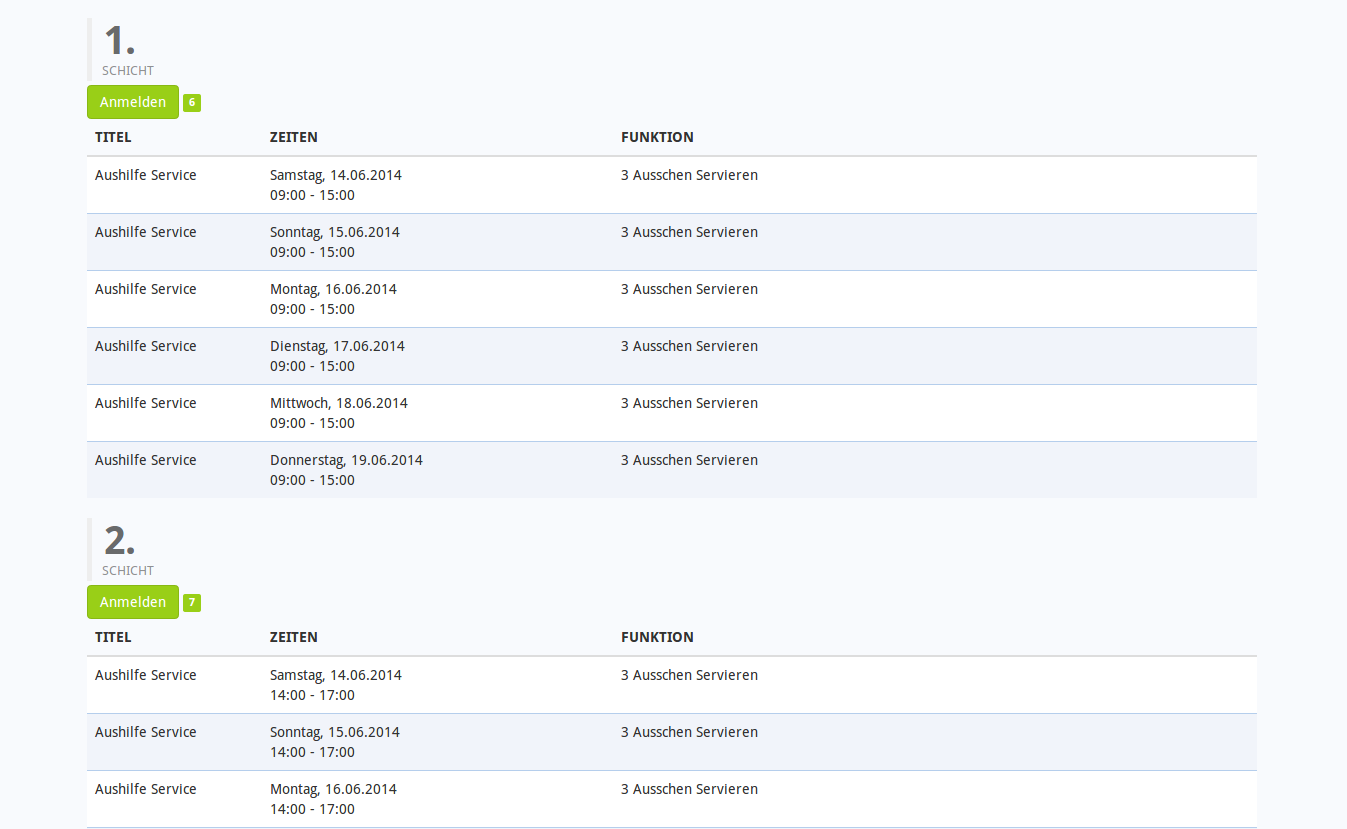 1.
SCHICHT
Anmelden 6
TITEL ZEITEN FUNKTION
Aushilfe Service Samstag, 14.06.2014 3 Ausschen Servieren
09:00 - 15:00
Aushilfe Service Sonntag, 15.06.2014 3 Ausschen Servieren
09:00 - 15:00
Aushilfe Service Montag, 16.06.2014 3 Ausschen Servieren
09:00 - 15:00
Aushilfe Service Dienstag, 17.06.2014 3 Ausschen Servieren
09:00 - 15:00
Aushilfe Service Mittwoch, 18.06.2014 3 Ausschen Servieren
09:00 - 15:00
Aushilfe Service Donnerstag, 19.06.2014 3 Ausschen Servieren
09:00 - 15:00
2.
SCHICHT
Anmelden 7
TITEL ZEITEN FUNKTION
Aushilfe Service Samstag, 14.06.2014 3 Ausschen Servieren
14:00 - 17:00
Aushilfe Service Sonntag, 15.06.2014 3 Ausschen Servieren
14:00 - 17:00
Aushilfe Service Montag, 16.06.2014 3 Ausschen Servieren
14:00 - 17:00